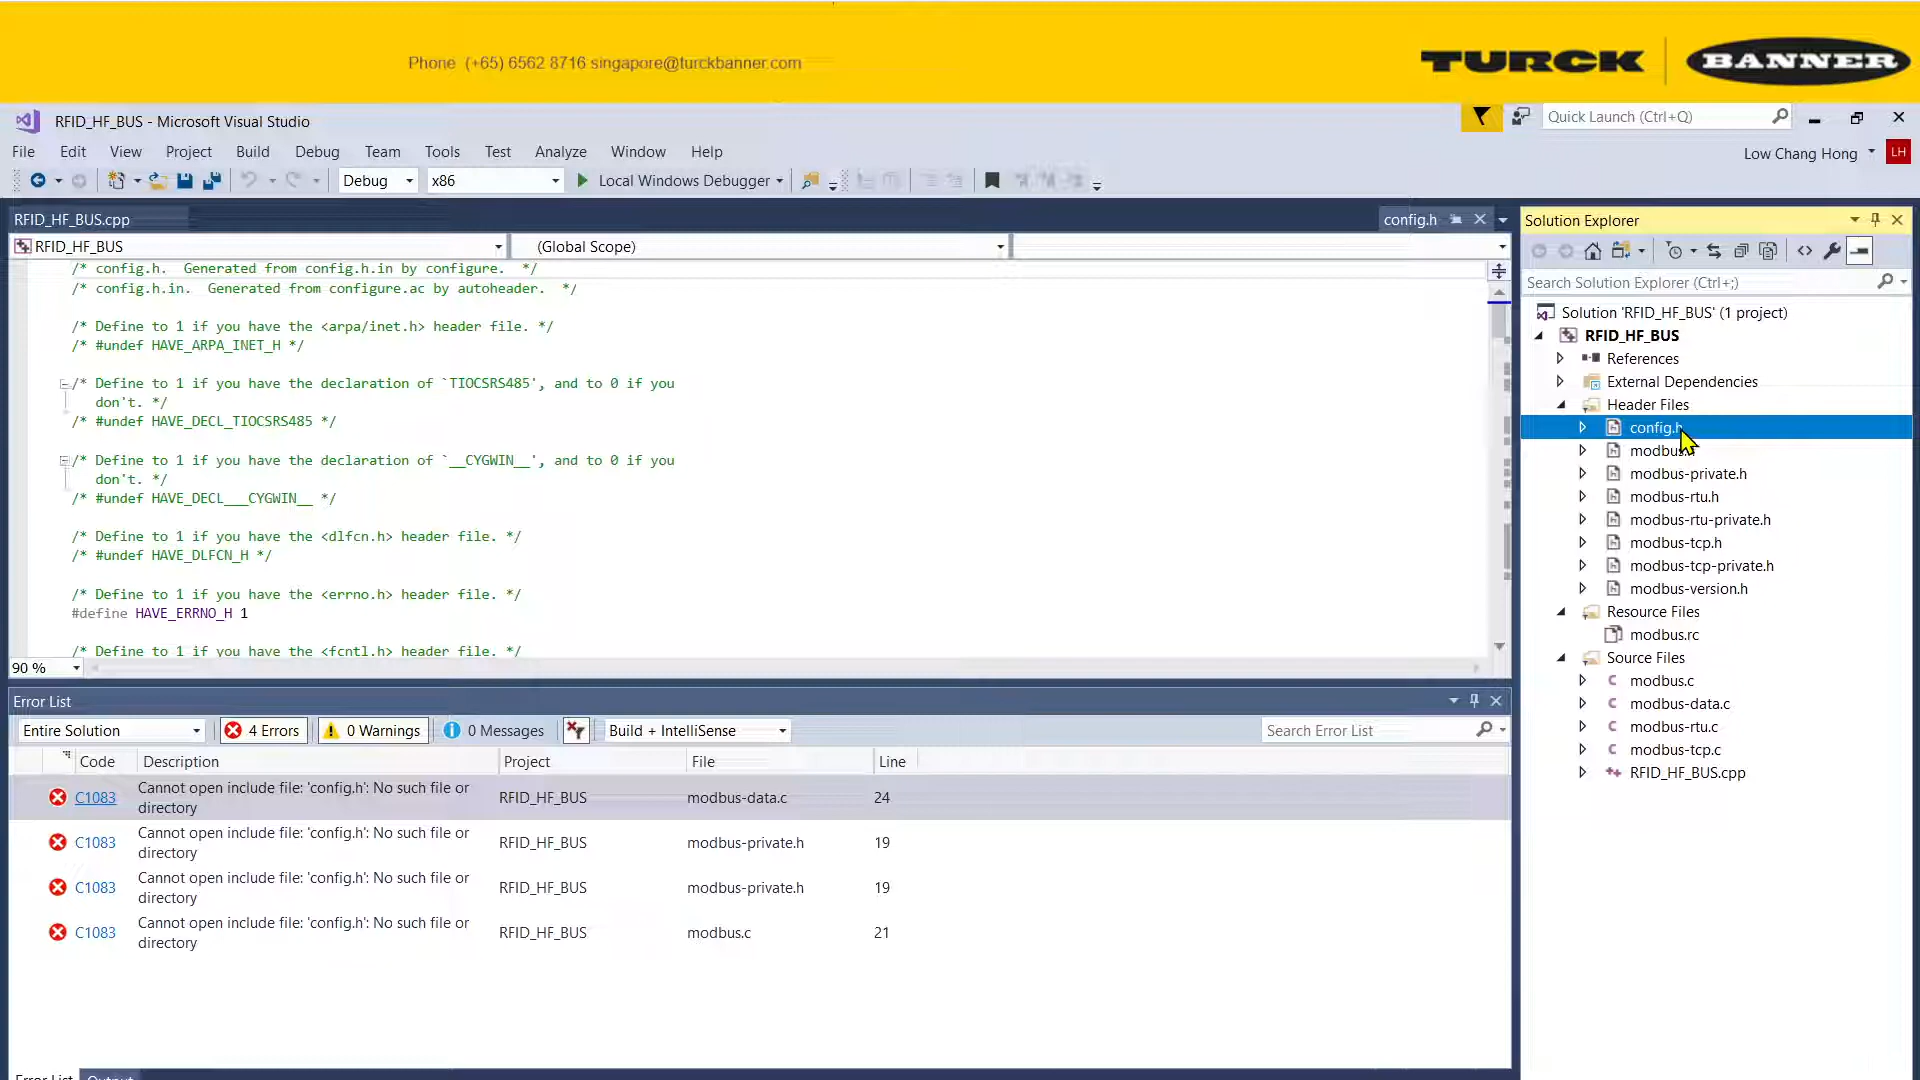 Phone (+65) 6562 8716 singapore@turckbanner.com
TURCK
BANNER
RFID_HF_BUS - Microsoft Visual Studio
Quick Launch (Ctrl+Q)
File Edit View Project Build Debug Team Tools Test Analyze Window Help
Low Chang Hong
LH
Debug
x86
Local Windows Debugger
RFID_HF_BUS.cpp
config.h
RFID_HF_BUS
(Global Scope)
/* config.h.  Generated from config.h.in by configure.  */
/* config.h.in.  Generated from configure.ac by autoheader.  */
/* Define to 1 if you have the <arpa/inet.h> header file. */
/* #undef HAVE_ARPA_INET_H */
/* Define to 1 if you have the declaration of `TIOCSRS485', and to 0 if you
don't. */
/* #undef HAVE_DECL_TIOCSRS485 */
/* Define to 1 if you have the declaration of `__CYGWIN__', and to 0 if you
don't. */
/* #undef HAVE_DECL___CYGWIN__ */
/* Define to 1 if you have the <dlfcn.h> header file. */
/* #undef HAVE_DLFCN_H */
/* Define to 1 if you have the <errno.h> header file. */
#define HAVE_ERRNO_H 1
/* Define to 1 if you have the <fcntl.h> header file. */
90 %
Solution Explorer
Search Solution Explorer (Ctrl+;)
Solution 'RFID_HF_BUS' (1 project)
RFID_HF_BUS
References
External Dependencies
Header Files
config.h
modbus.h
modbus-private.h
modbus-rtu.h
modbus-rtu-private.h
modbus-tcp.h
modbus-tcp-private.h
modbus-version.h
Resource Files
modbus.rc
Source Files
modbus.c
modbus-data.c
modbus-rtu.c
modbus-tcp.c
RFID_HF_BUS.cpp
Error List
Entire Solution
4 Errors
0 Warnings
0 Messages
Build + IntelliSense
Search Error List
Code Description Project File Line
C1083 Cannot open include file: 'config.h': No such file or directory RFID_HF_BUS modbus-data.c 24
C1083 Cannot open include file: 'config.h': No such file or directory RFID_HF_BUS modbus-private.h 19
C1083 Cannot open include file: 'config.h': No such file or directory RFID_HF_BUS modbus-private.h 19
C1083 Cannot open include file: 'config.h': No such file or directory RFID_HF_BUS modbus.c 21
Error List Output